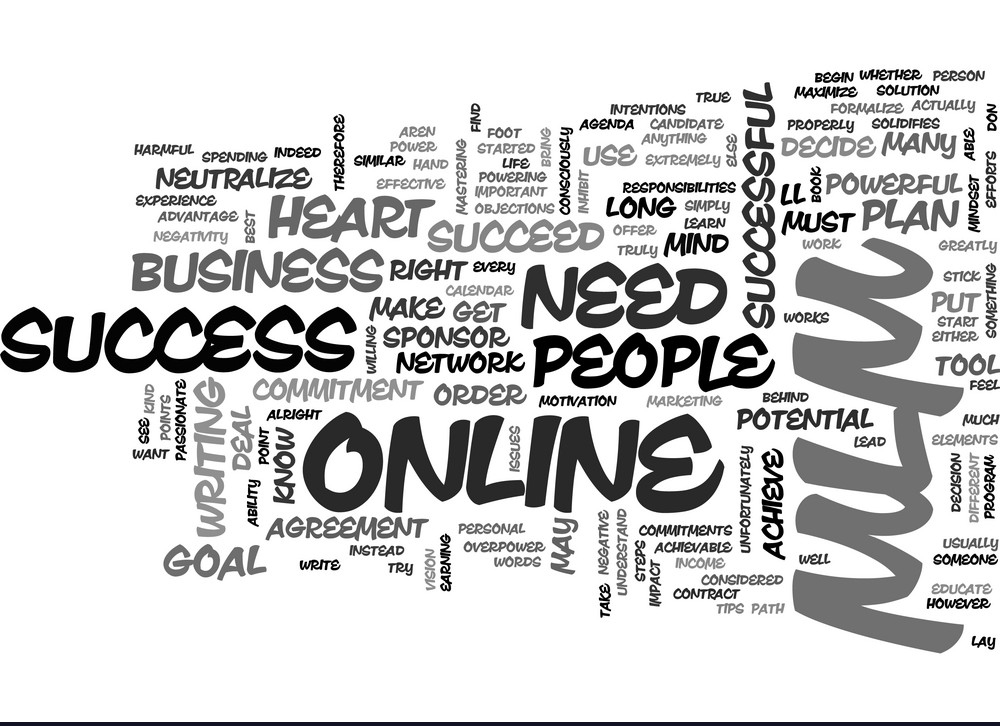 BEGIN WHETHER PERSON
MAXIMIZE SOLUTION
TRUE
INTENTIONS
FORMALIZE ACTUALLY
AGENDA CANDIDATE
PROPERLY SOLIDIFIES
DON
FIND
THEREFORE
AREN
FOOT
ANYTHING
POWER
STARTED
BRING
CONSCIOUSLY
USE EXTREMELY
ELSE
SUCCESSFUL
DECIDE MANY
ABLE
HARMFUL SPENDING INDEED
SIMILAR HAND
MASTERING
LIFE
POWERING
NEUTRALIZE
EFFECTIVE
IMPORTANT
INHIBIT
RESPONSIBILITIES
LL
BOOK
POWERFUL
MINDSET
EFFORTS
EXPERIENCE
OBJECTIONS
LONG SIMPLY
ADVANTAGE
BEST
HEART
LEARN
MUST PLAN
NEGATIVITY
SUCCEED
OFFER
TRULY MIND
WORK
GREATLY
BUSINESS RIGHT EVERY
NEED
STICK
SOMETHING
CALENDAR
PUT
MAKE GET
WORKS
START
SUCCESS
WILLING
SPONSOR
PEOPLE
EITHER
NETWORK
TOOL
FEEL
MLM
KIND
SEE
POINTS
PASSIONATE
WANT
WRITING
COMMITMENT ORDER
MOTIVATION MARKETING
BEHIND
DEAL
ALRIGHT
POINT
KNOW
ONLINE
ISSUES
POTENTIAL
MUCH
LEAD
ELEMENTS
ABILITY
UNFORTUNATELY
ACHIEVE
DECISION
DIFFERENT
PROGRAM
AGREEMENT
PERSONAL
MAY
NEGATIVE
UNDERSTAND
COMMITMENTS
STEPS
ACHIEVABLE
USUALLY
GOAL
INSTEAD
OVERPOWER
WRITE
TRY
VISION
EARNING
WORDS
INCOME
WELL
SOMEONE
TAKE
IMPACT
CONSIDERED
CONTRACT
EDUCATE
TIPS PATH
HOWEVER
LAY